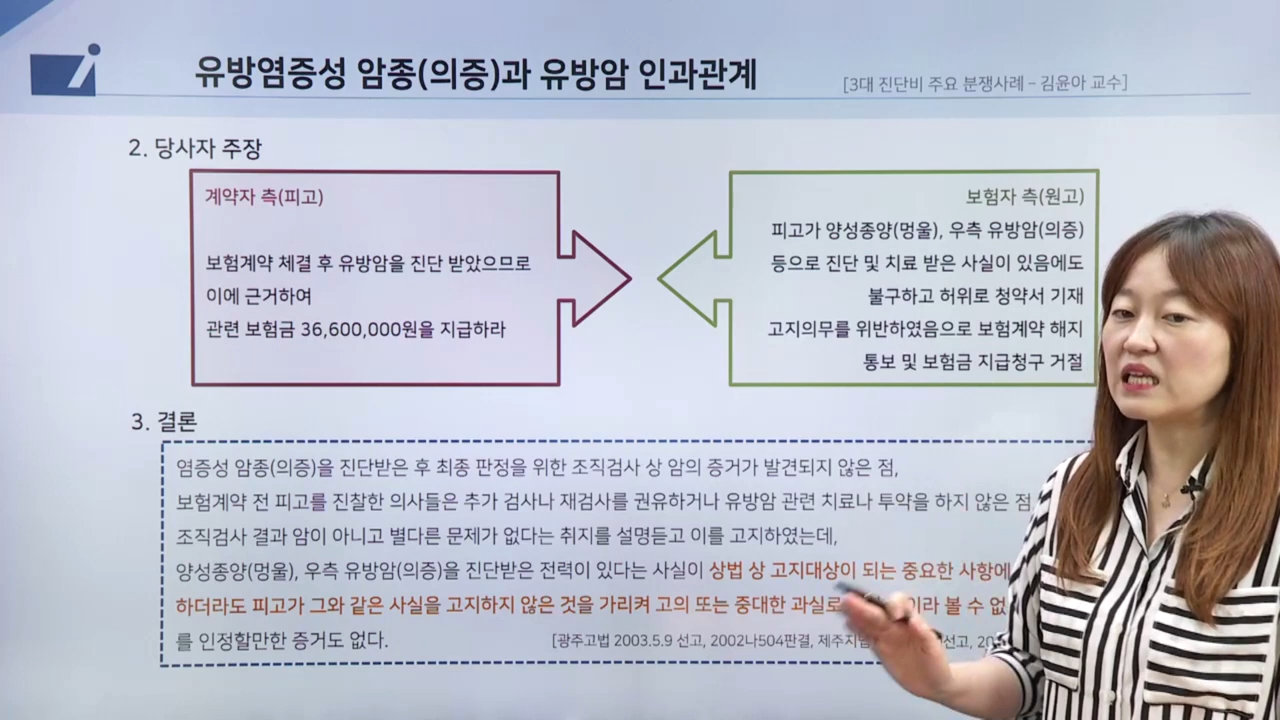 유방염증성 암종(의증)과 유방암 인과관계
[3대 진단비 주요 분쟁사례 – 김윤아 교수]
2. 당사자 주장
계약자 측(피고)
보험계약 체결 후 유방암을 진단 받았으므로
이에 근거하여
관련 보험금 36,600,000원을 지급하라
보험자 측(원고)
피고가 양성종양(멍울), 우측 유방암(의증)
등으로 진단 및 치료 받은 사실이 있음에도
불구하고 허위로 청약서 기재
고지의무를 위반하였음으로 보험계약 해지
통보 및 보험금 지급청구 거절
3. 결론
염증성 암종(의증)을 진단받은 후 최종 판정을 위한 조직검사 상 암의 증거가 발견되지 않은 점,
보험계약 전 피고를 진찰한 의사들은 추가 검사나 재검사를 권유하거나 유방암 관련 치료나 투약을 하지 않은 점
조직검사 결과 암이 아니고 별다른 문제가 없다는 취지를 설명듣고 이를 고지하였는데,
양성종양(멍울), 우측 유방암(의증)을 진단받은 전력이 있다는 사실이 상법 상 고지대상이 되는 중요한 사항에
하더라도 피고가 그와 같은 사실을 고지하지 않은 것을 가리켜 고의 또는 중대한 과실로 이라 볼 수 없
를 인정할만한 증거도 없다.
[광주고법 2003.5.9 선고, 2002나504판결, 제주지 선고,